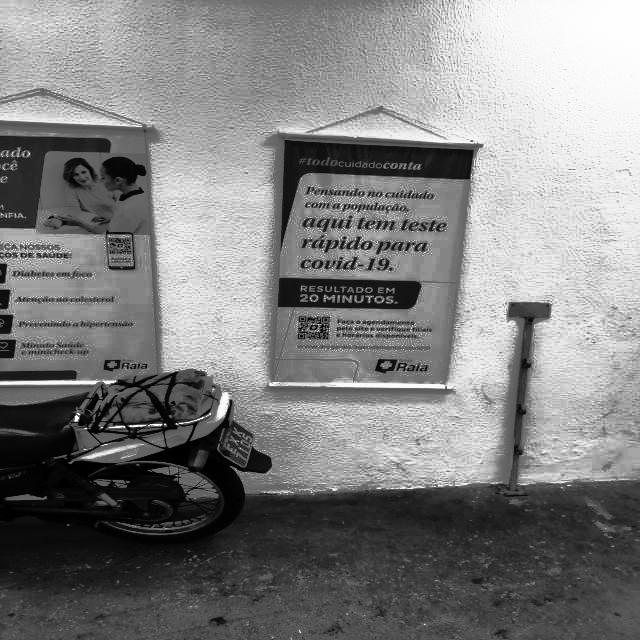 ado
cê
e
M
NFIA.
ÇA NOSSOS
ÇOS DE SAÚDE:
Diabetes em foco
Atenção ao colesterol
Prevenindo a hipertensão
Minuto Saúde
e minicheck-up
Raia
#todocuidadoconta
Pensando no cuidado
com a população,
aqui tem teste
rápido para
covid-19.
RESULTADO EM
20 MINUTOS.
Faça o agendamento
pelo site e verifique filiais
e horários disponíveis.
Raia